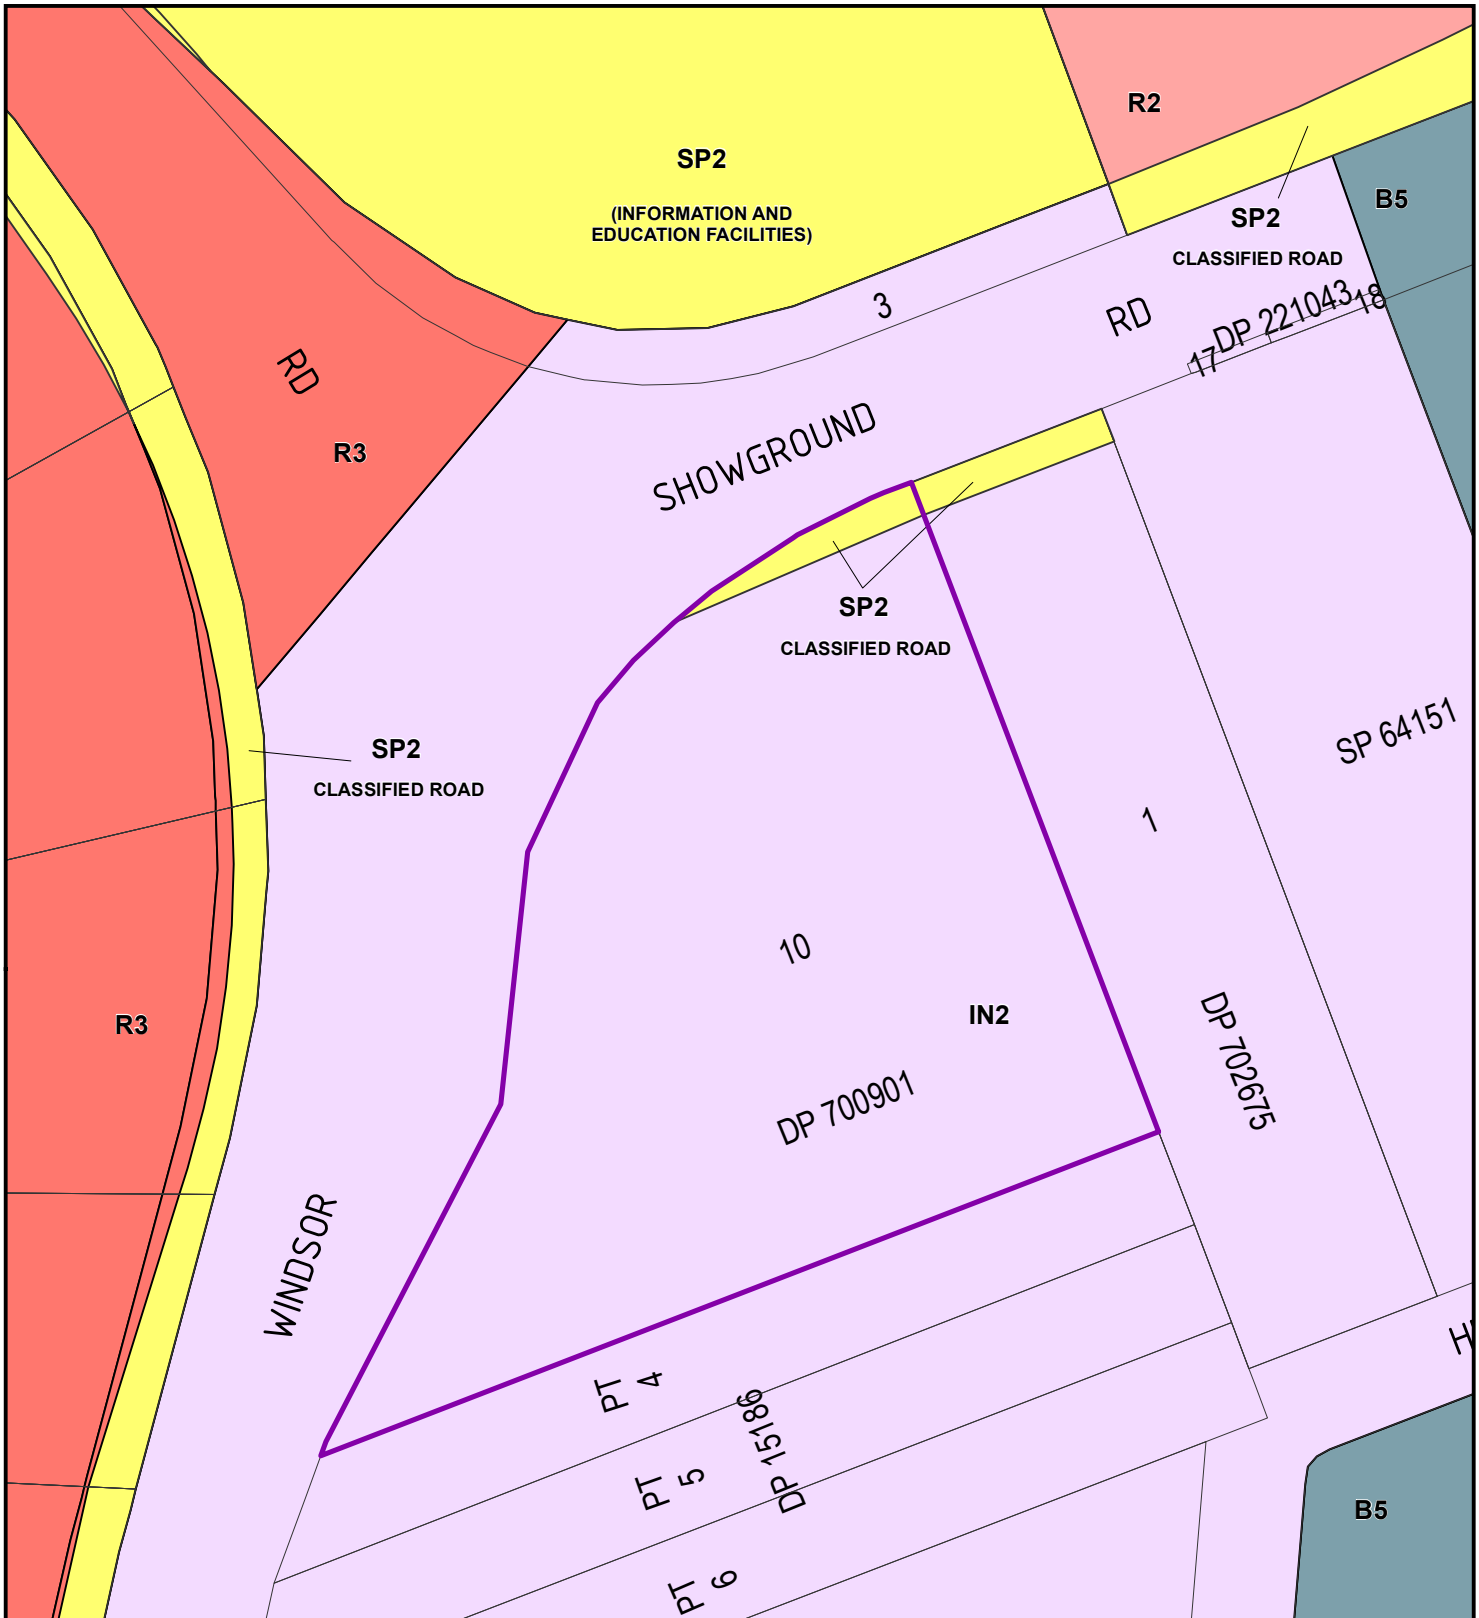 R2
SP2
(INFORMATION AND
EDUCATION FACILITIES)
B5
SP2
CLASSIFIED ROAD
3
RD
DP 221043
18
17
RD
R3
SHOWGROUND
SP2
CLASSIFIED ROAD
SP 64151
SP2
CLASSIFIED ROAD
1
10
IN2
R3
DP 702675
DP 700901
WINDSOR
PT
4
DP 15186
PT
5
B5
PT
6